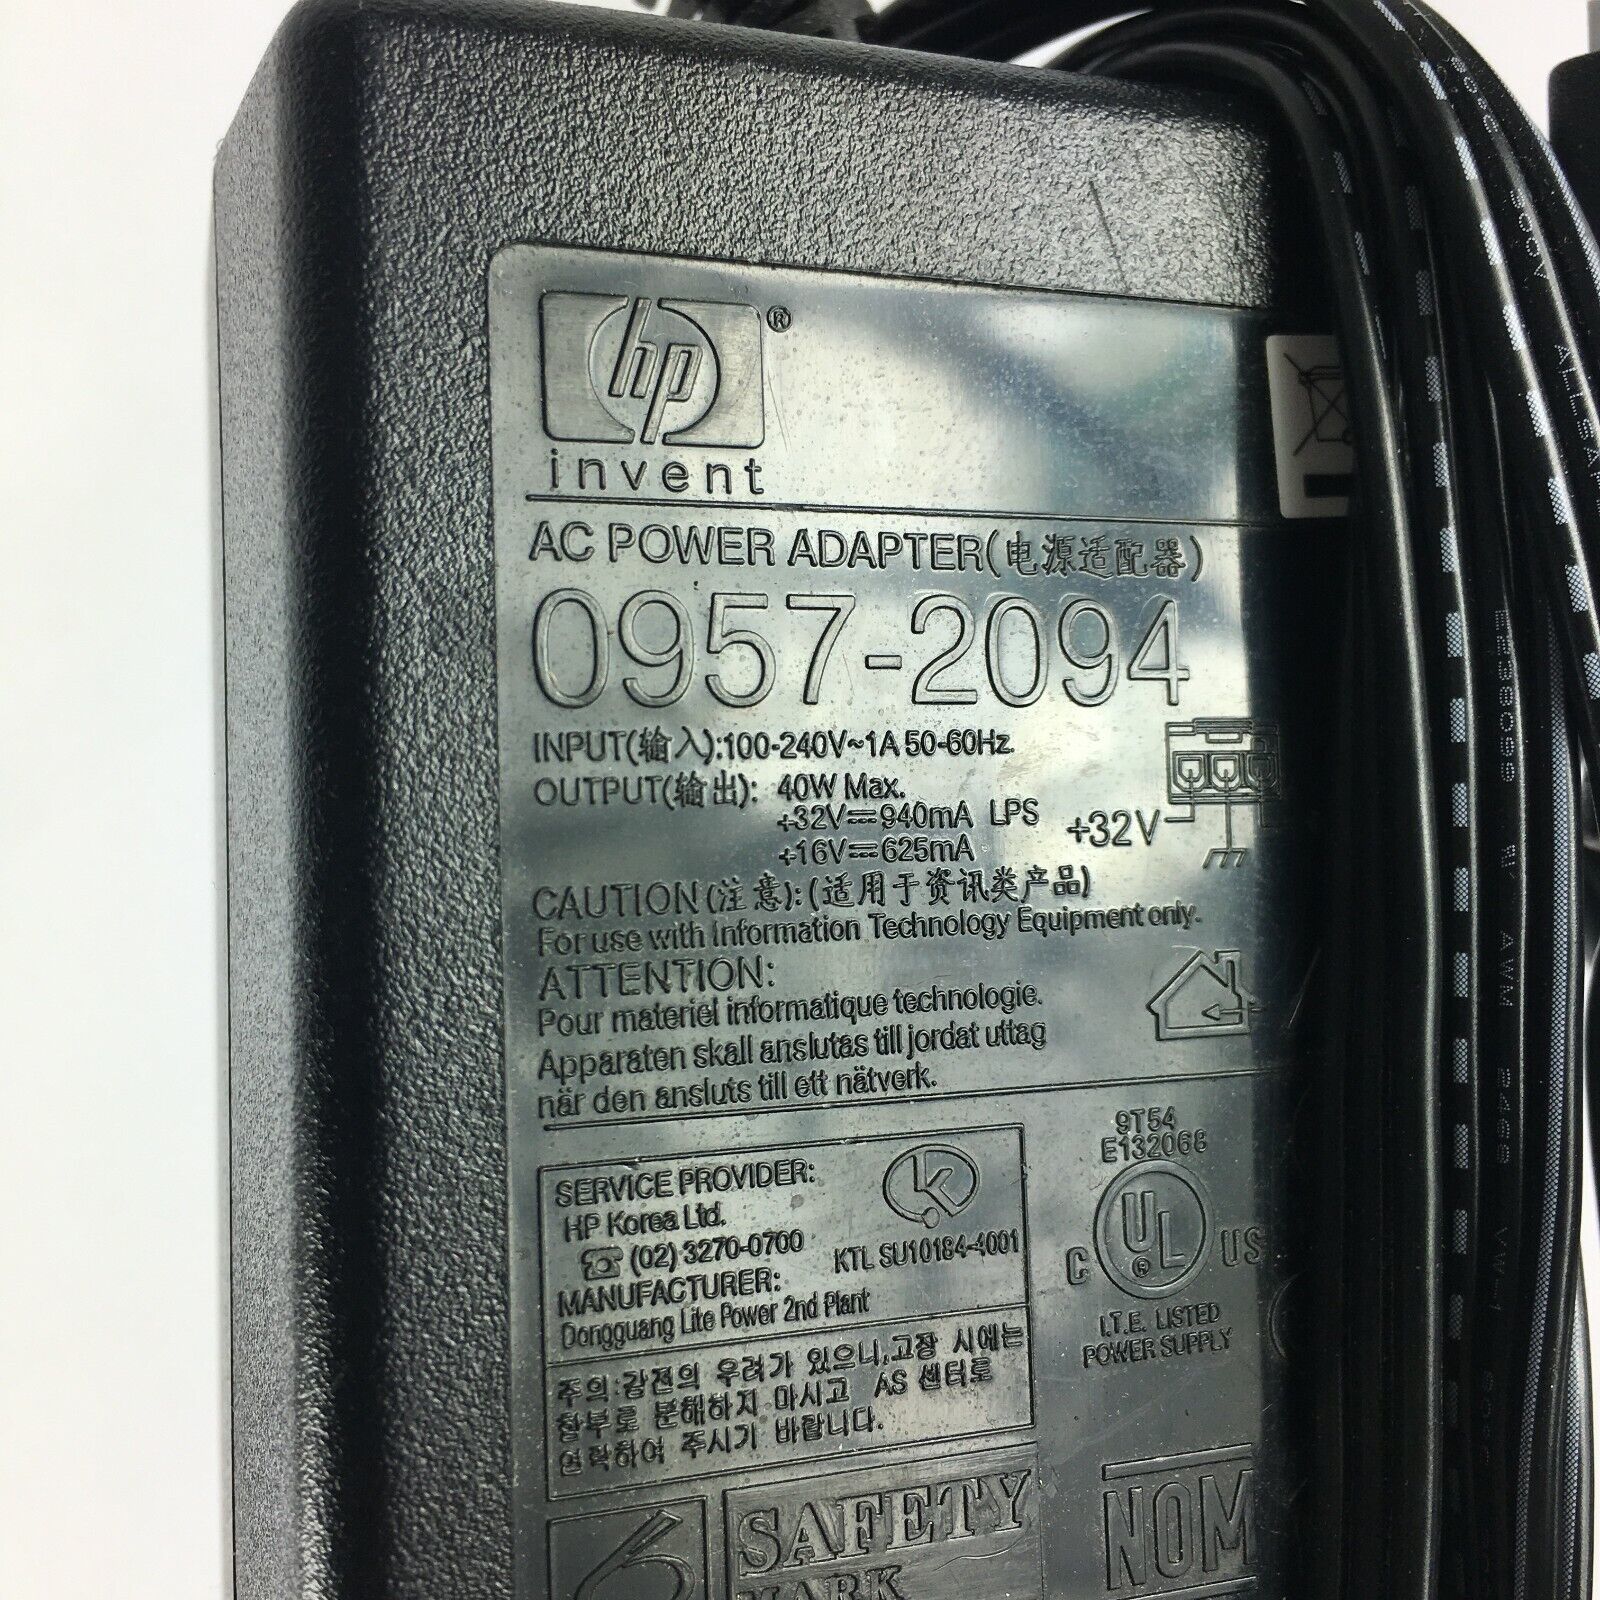 hp®
invent
AC POWER ADAPTER(电源适配器)
0957-2094
INPUT(输入):100-240V~1A 50-60Hz.
OUTPUT(输出): 40W Max.
+32V⎓940mA LPS
+16V⎓625mA
+32V
CAUTION(注意):(适用于资讯类产品)
For use with Information Technology Equipment only.
ATTENTION:
Pour materiel informatique technologie.
Apparaten skall anslutas till jordat uttag
när den ansluts till ett nätverk.
SERVICE PROVIDER:
HP Korea Ltd.
☎ (02) 3270-0700
KTL SU10184-4001
MANUFACTURER:
Dongguang Lite Power 2nd Plant
주의:감전의 우려가 있으니,고장 시에는
함부로 분해하지 마시고 AS 센터로
연락하여 주시기 바랍니다.
9T54
E132068
C UL® US
I.T.E. LISTED
POWER SUPPLY
SAFETY
MARK
NOM